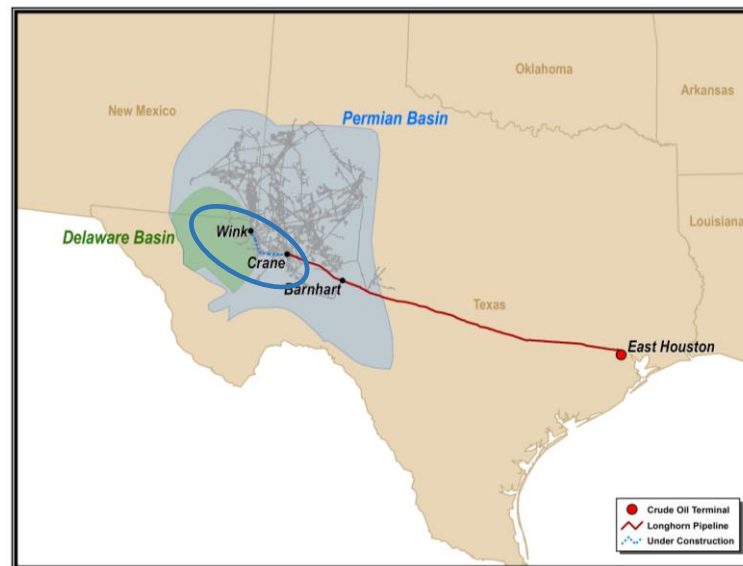 Oklahoma
Arkansas
New Mexico
Permian Basin
Louisiana
Wink
Delaware Basin
Crane
Barnhart
Texas
East Houston
Crude Oil Terminal
Longhorn Pipeline
Under Construction